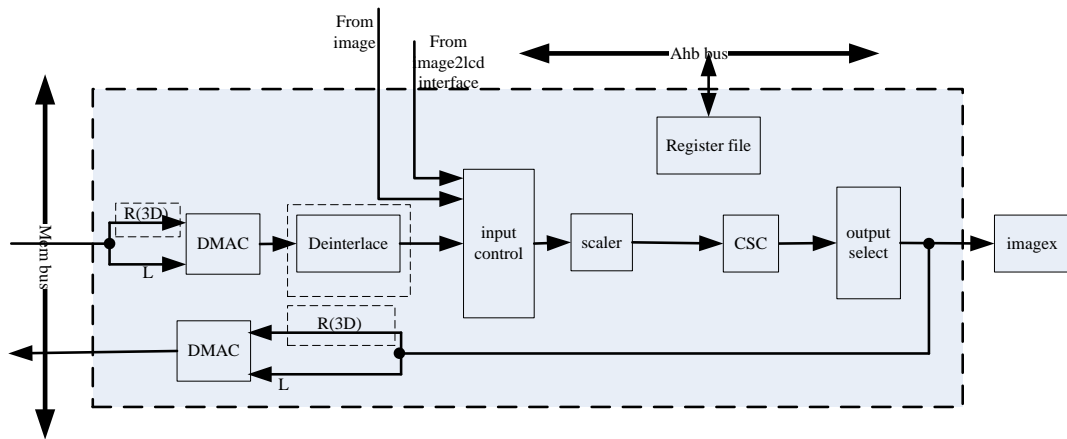 From
image
From
mage2lcd
interface
Ahb bus
Register file
R(3D)
DMAC
L
Mem bus
Deinterlace
input
control
scaler
CSC
output
select
imagex
R(3D)
DMAC
L